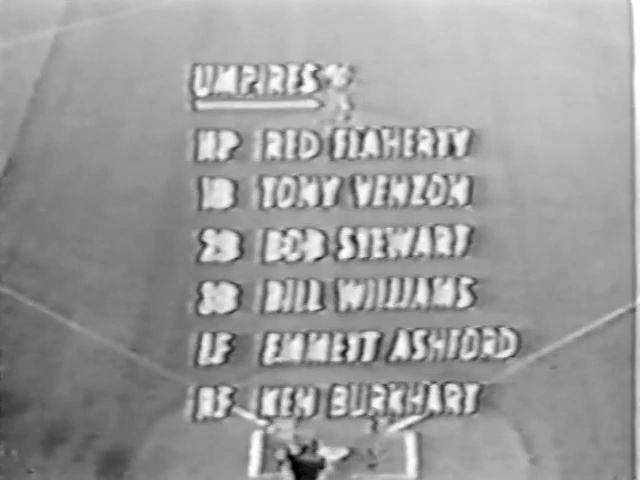 UMPIRES
HP RED FLAHERTY
1B TONY VENZON
2B BOB STEWART
3B BILL WILLIAMS
LF EMMETT ASHFORD
RF KEN BURKHART